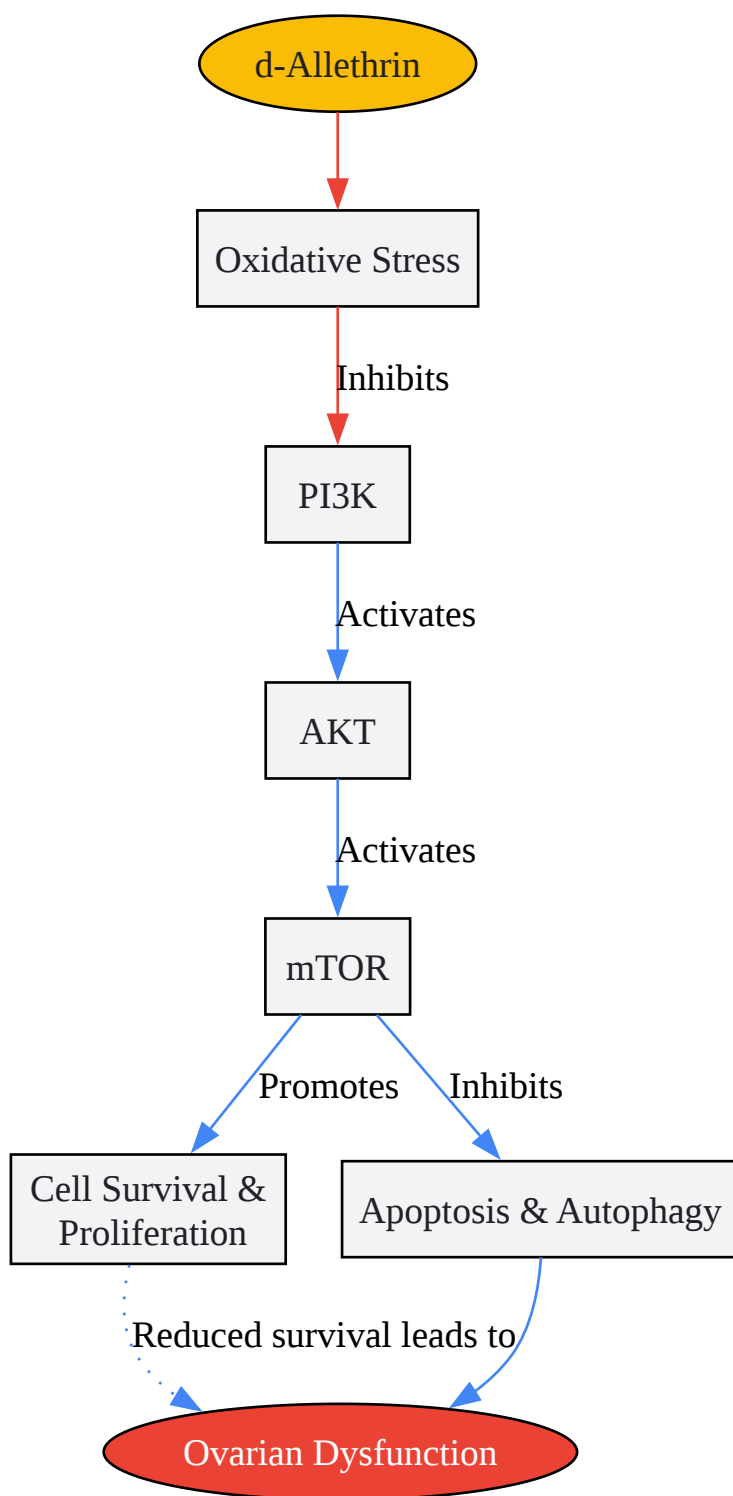 d-Allethrin
Oxidative Stress
Inhibits
PI3K
Activates
AKT
Activates
mTOR
Promotes
Inhibits
Cell Survival &
Proliferation
Apoptosis & Autophagy
Reduced survival leads to
Ovarian Dysfunction